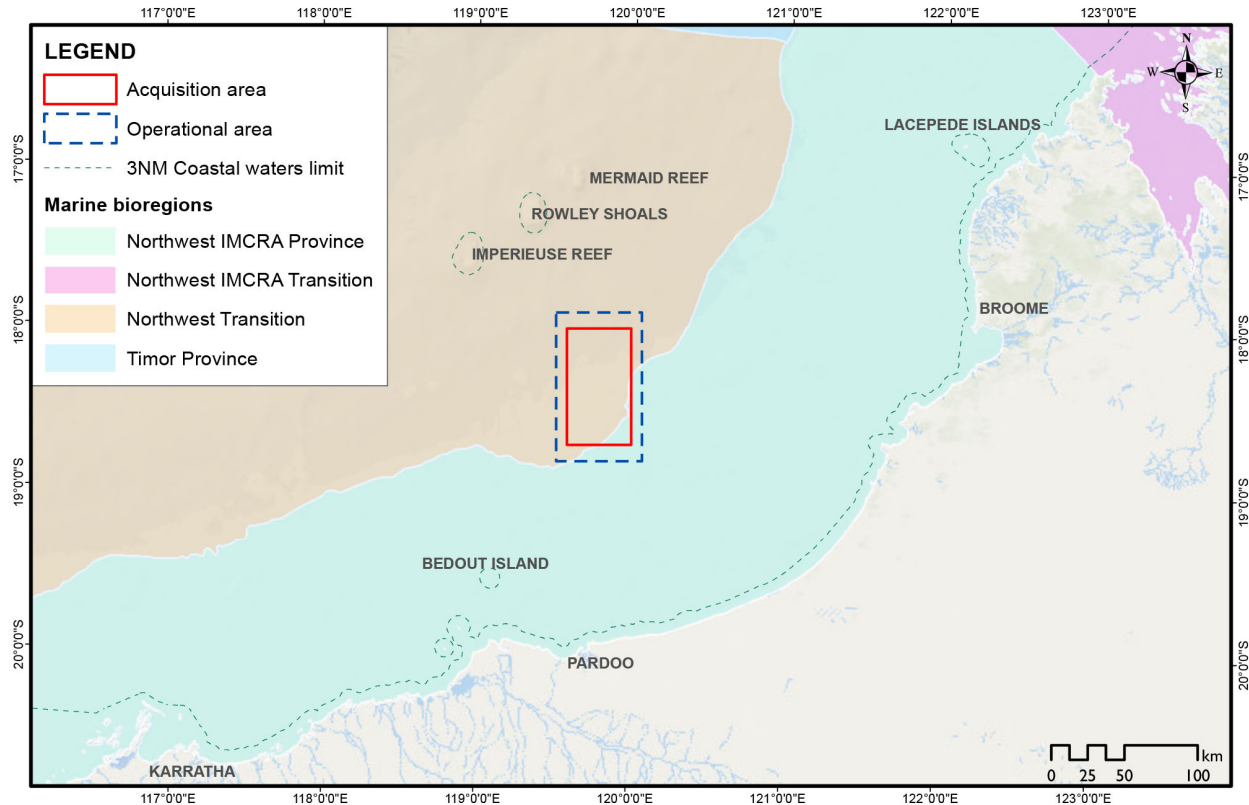 117°0'0"E 118°0'0"E 119°0'0"E 120°0'0"E 121°0'0"E 122°0'0"E 123°0'0"E
LEGEND
Acquisition area
Operational area
3NM Coastal waters limit
Marine bioregions
Northwest IMCRA Province
Northwest IMCRA Transition
Northwest Transition
Timor Province
N
W E
S
LACEPEDE ISLANDS
MERMAID REEF
ROWLEY SHOALS
IMPERIEUSE REEF
BROOME
BEDOUT ISLAND
PARDOO
KARRATHA
17°0'0"S
18°0'0"S
19°0'0"S
20°0'0"S
17°0'0"S
18°0'0"S
19°0'0"S
20°0'0"S
km
0 25 50 100
117°0'0"E 118°0'0"E 119°0'0"E 120°0'0"E 121°0'0"E 122°0'0"E 123°0'0"E